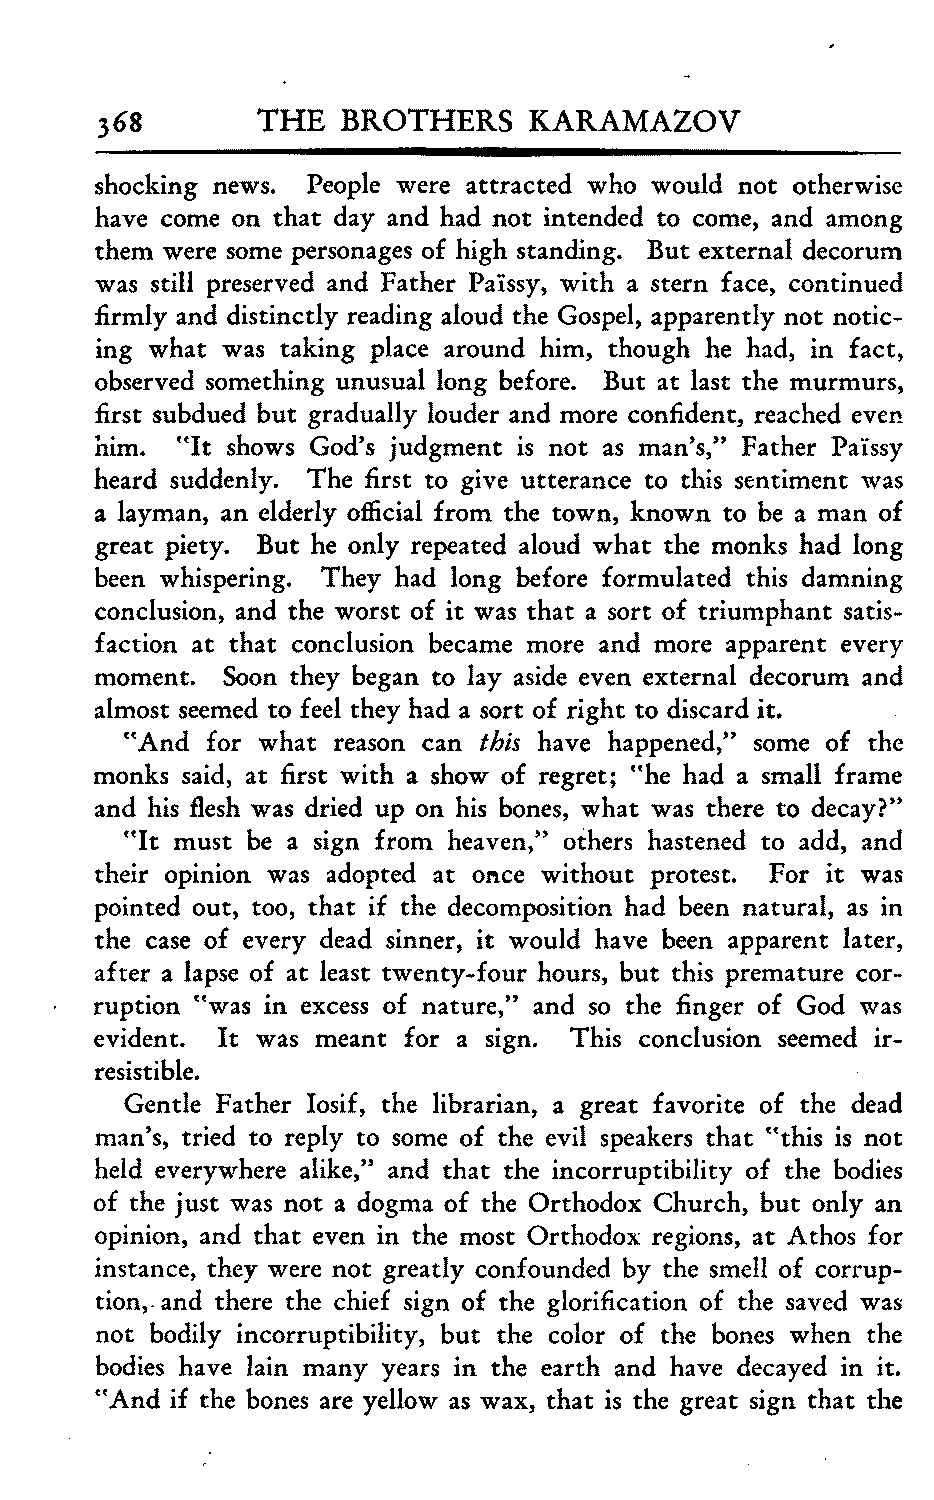 368 THE BROTHERS KARAMAZOV
shocking news. People were attracted who would not otherwise
have come on that day and had not intended to come, and among
them were some personages of high standing. But external decorum
was still preserved and Father Païssy, with a stern face, continued
firmly and distinctly reading aloud the Gospel, apparently not notic-
ing what was taking place around him, though he had, in fact,
observed something unusual long before. But at last the murmurs,
first subdued but gradually louder and more confident, reached even
him. "It shows God's judgment is not as man's," Father Païssy
heard suddenly. The first to give utterance to this sentiment was
a layman, an elderly official from the town, known to be a man of
great piety. But he only repeated aloud what the monks had long
been whispering. They had long before formulated this damning
conclusion, and the worst of it was that a sort of triumphant satis-
faction at that conclusion became more and more apparent every
moment. Soon they began to lay aside even external decorum and
almost seemed to feel they had a sort of right to discard it.
"And for what reason can this have happened," some of the
monks said, at first with a show of regret; "he had a small frame
and his flesh was dried up on his bones, what was there to decay?"
"It must be a sign from heaven," others hastened to add, and
their opinion was adopted at once without protest. For it was
pointed out, too, that if the decomposition had been natural, as in
the case of every dead sinner, it would have been apparent later,
after a lapse of at least twenty-four hours, but this premature cor-
ruption "was in excess of nature," and so the finger of God was
evident. It was meant for a sign. This conclusion seemed ir-
resistible.
Gentle Father Iosif, the librarian, a great favorite of the dead
man's, tried to reply to some of the evil speakers that "this is not
held everywhere alike," and that the incorruptibility of the bodies
of the just was not a dogma of the Orthodox Church, but only an
opinion, and that even in the most Orthodox regions, at Athos for
instance, they were not greatly confounded by the smell of corrup-
tion, and there the chief sign of the glorification of the saved was
not bodily incorruptibility, but the color of the bones when the
bodies have lain many years in the earth and have decayed in it.
"And if the bones are yellow as wax, that is the great sign that the